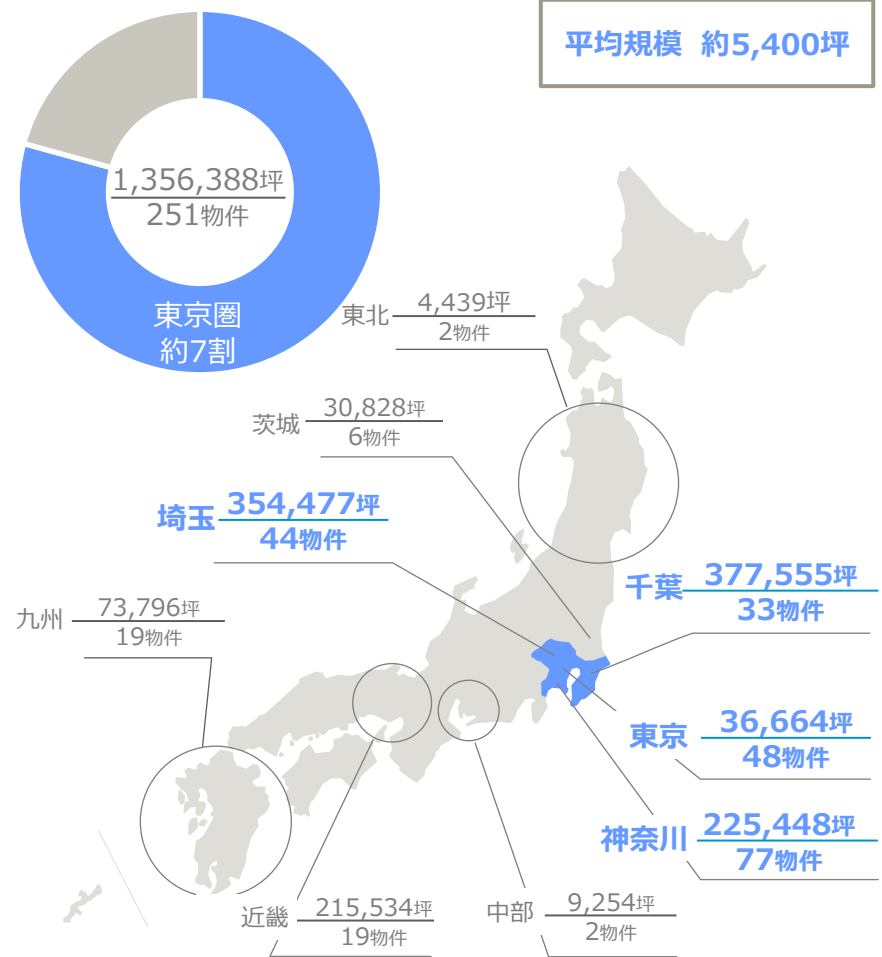 平均規模 約5,400坪
1,356,388坪
251物件
東京圏
約7割
東北
4,439坪
2物件
茨城
30,828坪
6物件
埼玉
354,477坪
44物件
千葉
377,555坪
33物件
九州
73,796坪
19物件
東京
36,664坪
48物件
神奈川
225,448坪
77物件
近畿
215,534坪
19物件
中部
9,254坪
2物件